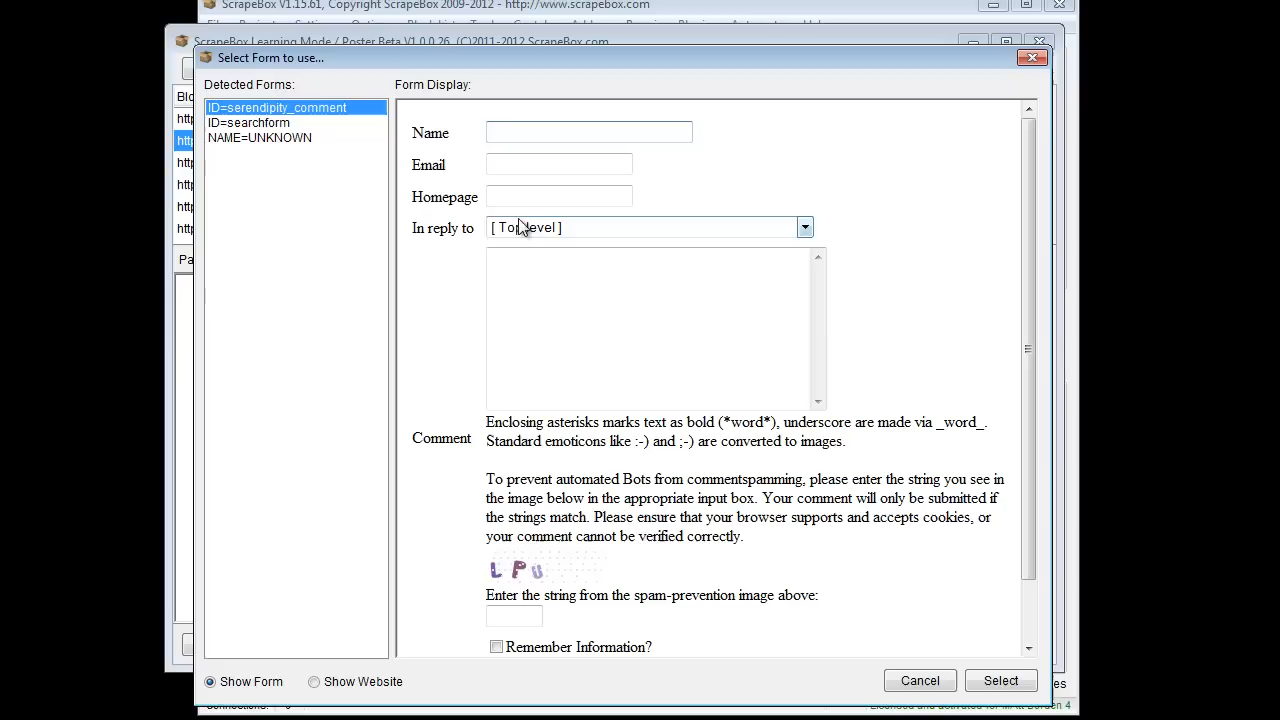 ScrapeBox V1.15.61, Copyright ScrapeBox 2009-2012 - http://www.scrapebox.com
ScrapeBox Learning Mode / Poster Beta V1.0.0.26 (C)2011-2012 ScrapeBox.com
Select Form to use...
Detected Forms:
Form Display:
ID=serendipity_comment
ID=searchform
NAME=UNKNOWN
Name
Email
Homepage
In reply to
[ Top level ]
Enclosing asterisks marks text as bold (*word*), underscore are made via _word_.
Comment
Standard emoticons like :-) and ;-) are converted to images.
To prevent automated Bots from commentspamming, please enter the string you see in
the image below in the appropriate input box. Your comment will only be submitted if
the strings match. Please ensure that your browser supports and accepts cookies, or
your comment cannot be verified correctly.
L P U
Enter the string from the spam-prevention image above:
Remember Information?
Show Form
Show Website
Cancel
Select